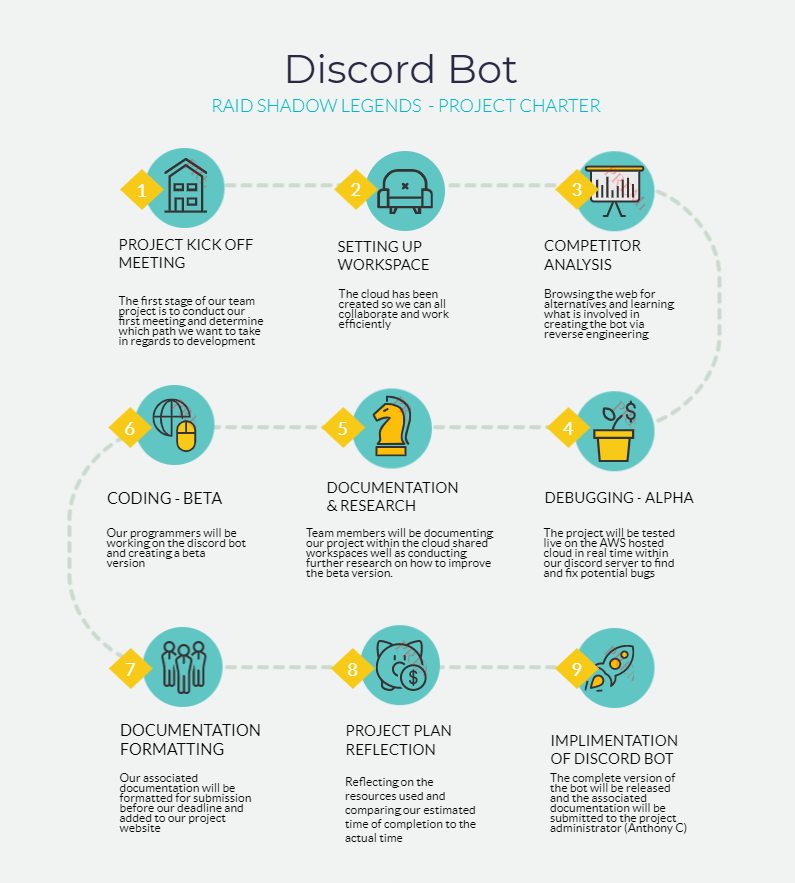 Discord Bot
RAID SHADOW LEGENDS - PROJECT CHARTER
1
2
3
PROJECT KICK OFF
MEETING
The first stage of our team
project is to conduct our
first meeting and determine
which path we want to take
in regards to development
SETTING UP
WORKSPACE
The cloud has been
created so we can all
collaborate and work
efficiently
COMPETITOR
ANALYSIS
Browsing the web for
alternatives and learning
what is involved in
creating the bot via
reverse engineering
4
DEBUGGING - ALPHA
The project will be tested
live on the AWS hosted
cloud in real time within
our discord server to find
and fix potential bugs
5
DOCUMENTATION
& RESEARCH
Team members will be documenting
our project within the cloud shared
workspaces well as conducting
further research on how to improve
the beta version.
6
CODING - BETA
Our programmers will be
working on the discord bot
and creating a beta
version
7
DOCUMENTATION
FORMATTING
Our associated
documentation will be
formatted for submission
before our deadline and
added to our project
website
8
PROJECT PLAN
REFLECTION
Reflecting on the
resources used and
comparing our estimated
time of completion to the
actual time
9
IMPLIMENTATION
OF DISCORD BOT
The complete version of
the bot will be released
and the associated
documentation will be
submitted to the project
administrator (Anthony C)